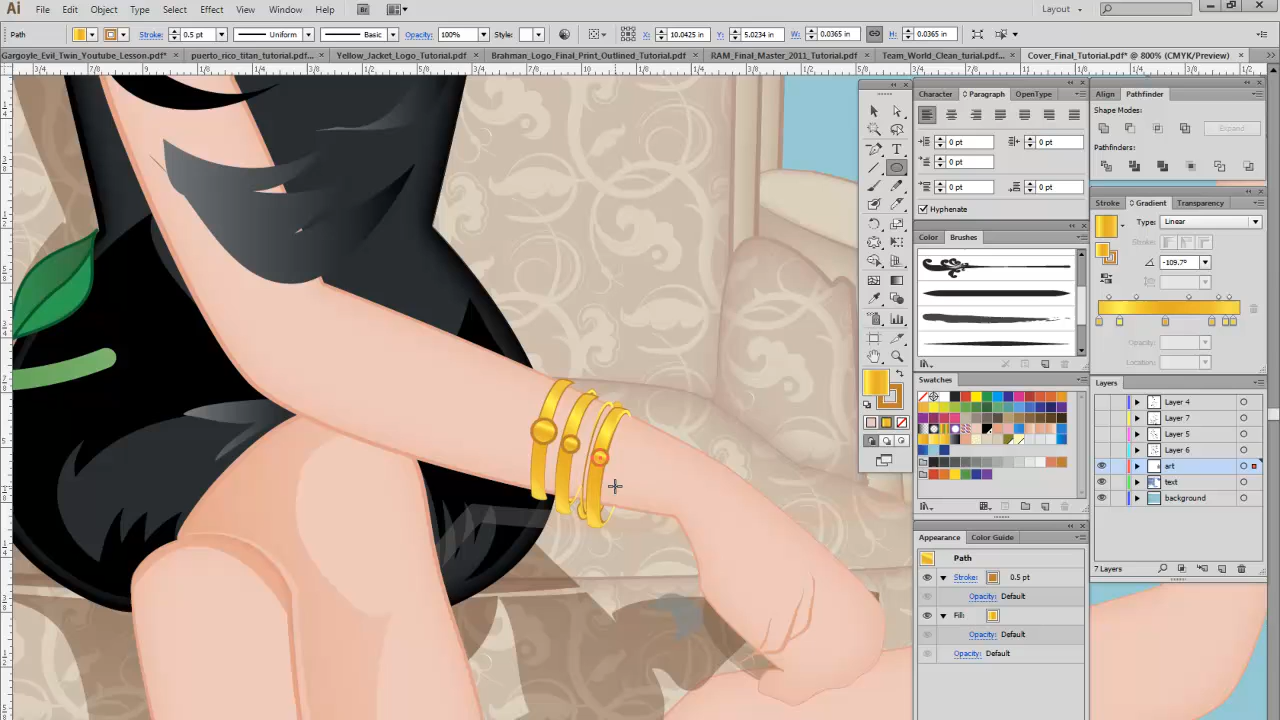 Ai File Edit Object Type Select Effect View Window Help Br Layout
Path Stroke: 0.5 pt Uniform Basic Opacity: 100% Style: X: 10.0425 in Y: 5.0234 in W: 0.0365 in H: 0.0365 in
Gargoyle_Evil_Twin_Youtube_Lesson.pdf* × puerto_rico_titan_tutorial.pdf... × Yellow_Jacket_Logo_Tutorial.pdf × Brahman_Logo_Final_Print_Outlined_Tutorial.pdf × RAM_Final_Master_2011_Tutorial.pdf × Team_World_Clean_turial.pdf... × Cover_Final_Tutorial.pdf* @ 800% (CMYK/Preview) ×
Character Paragraph OpenType
0 pt 0 pt
0 pt
0 pt 0 pt
Hyphenate
Align Pathfinder
Shape Modes:
Expand
Pathfinders:
Stroke Gradient Transparency
Type: Linear
Stroke:
-109.7°
Opacity:
Location:
Color Brushes
Swatches
Layers
Layer 4
Layer 7
Layer 5
Layer 6
art
text
background
7 Layers
Appearance Color Guide
Path
Stroke: 0.5 pt
Opacity: Default
Fill:
Opacity: Default
Opacity: Default